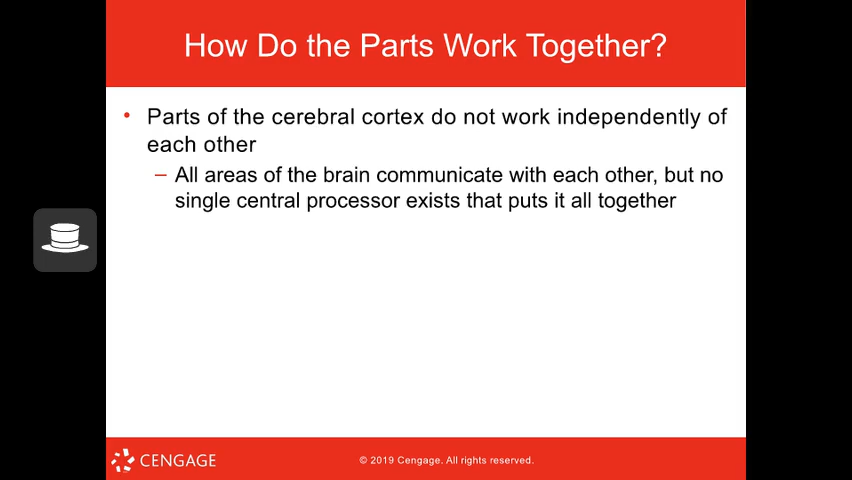 How Do the Parts Work Together?
• Parts of the cerebral cortex do not work independently of
each other
– All areas of the brain communicate with each other, but no
single central processor exists that puts it all together
CENGAGE
© 2019 Cengage. All rights reserved.